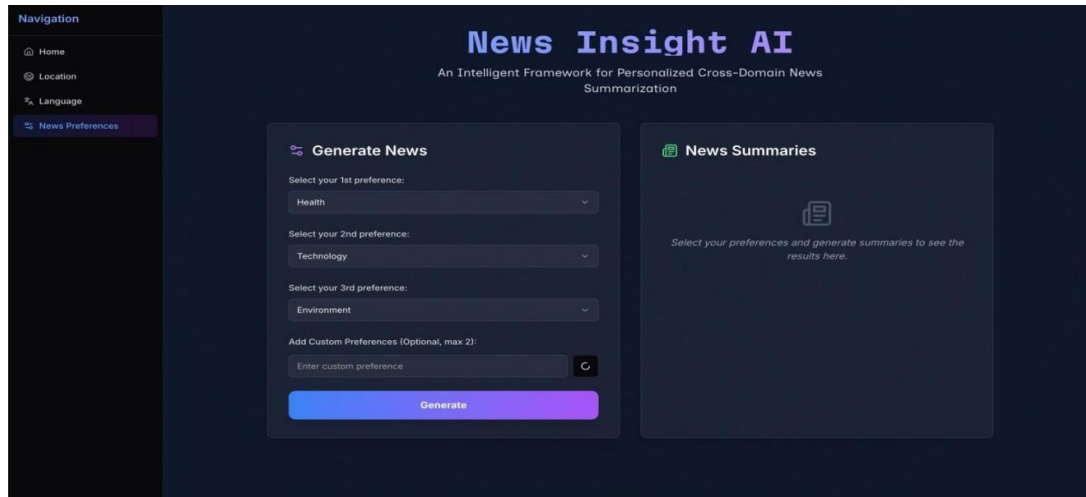 Navigation
Home
Location
Language
News Preferences
News Insight AI
An Intelligent Framework for Personalized Cross-Domain News
Summarization
Generate News
Select your 1st preference:
Health
Select your 2nd preference:
Technology
Select your 3rd preference:
Environment
Add Custom Preferences (Optional, max 2):
Enter custom preference
Generate
News Summaries
Select your preferences and generate summaries to see the
results here.